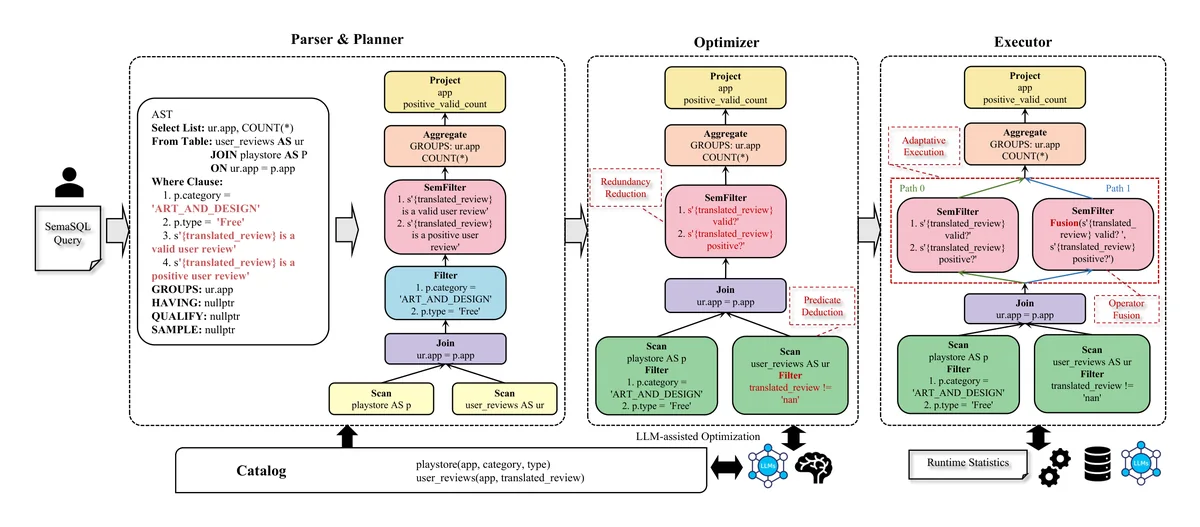 Parser & Planner
Optimizer
Executor
SemaSQL
Query
AST
Select List: ur.app, COUNT(*)
From Table: user_reviews AS ur
JOIN playstore AS P
ON ur.app = p.app
Where Clause:
1. p.category =
'ART_AND_DESIGN'
2. p.type = 'Free'
3. s'{translated_review} is a
valid user review'
4. s'{translated_review} is a
positive user review'
GROUPS: ur.app
HAVING: nullptr
QUALIFY: nullptr
SAMPLE: nullptr
Project
app
positive_valid_count
Aggregate
GROUPS: ur.app
COUNT(*)
SemFilter
1. s'{translated_review}
is a valid user review'
2. s'{translated_review}
is a positive user
review'
Filter
1. p.category =
'ART_AND_DESIGN'
2. p.type = 'Free'
Join
ur.app = p.app
Scan
playstore AS p
Scan
user_reviews AS ur
Project
app
positive_valid_count
Aggregate
GROUPS: ur.app
COUNT(*)
Redundancy
Reduction
SemFilter
1. s'{translated_review}
valid?'
2. s'{translated_review}
positive?'
Join
ur.app = p.app
Predicate
Deduction
Scan
playstore AS p
Filter
1. p.category =
'ART_AND_DESIGN'
2. p.type = 'Free'
Scan
user_reviews AS ur
Filter
translated_review !=
'nan'
Project
app
positive_valid_count
Aggregate
GROUPS: ur.app
COUNT(*)
Adaptative
Execution
Path 0
Path 1
SemFilter
1. s'{translated_review}
valid?'
2. s'{translated_review}
positive?'
SemFilter
Fusion(s'{translated_
review} valid? ',
s'{translated_review}
positive?')
Join
ur.app = p.app
Operator
Fusion
Scan
playstore AS p
Filter
1. p.category =
'ART_AND_DESIGN'
2. p.type = 'Free'
Scan
user_reviews AS ur
Filter
translated_review !=
'nan'
LLM-assisted Optimization
Catalog
playstore(app, category, type)
user_reviews(app, translated_review)
LLMs
Runtime Statistics
LLMs